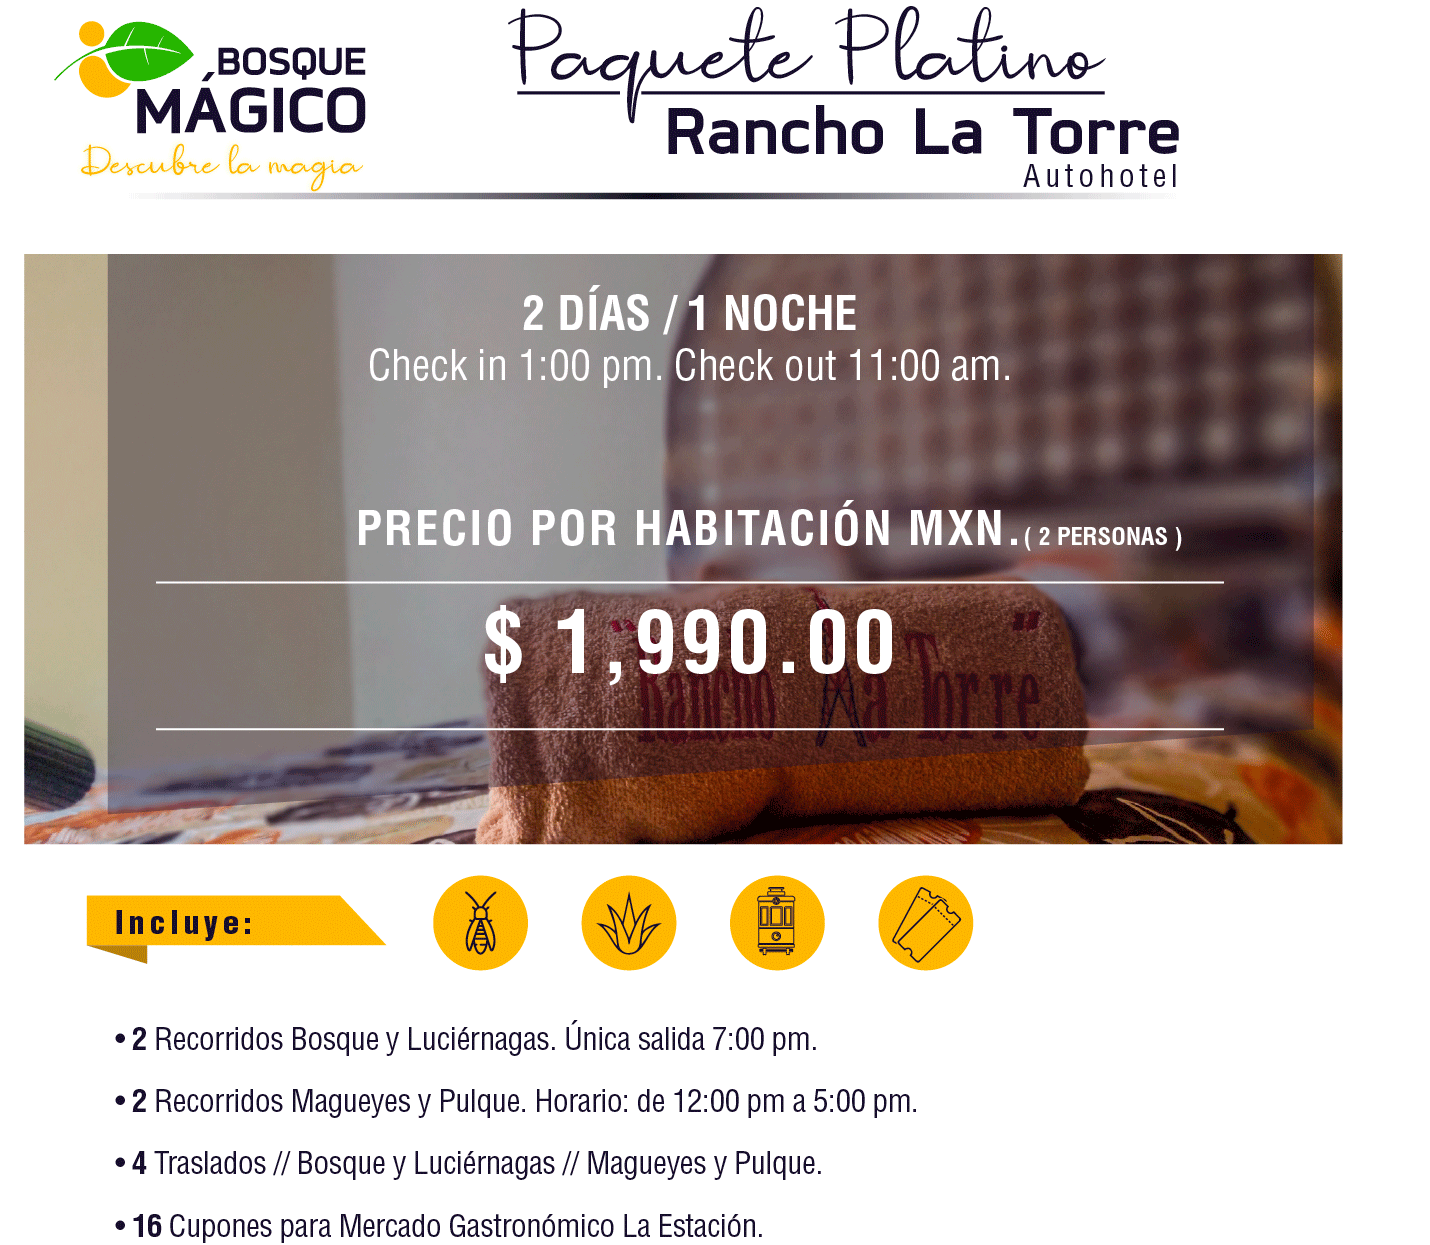 BOSQUE
MÁGICO
Descubre la magia
Paquete Platino
Rancho La Torre
Autohotel
2 DÍAS / 1 NOCHE
Check in 1:00 pm. Check out 11:00 am.
PRECIO POR HABITACIÓN MXN. ( 2 PERSONAS )
$ 1,990.00
"Rancho La Torre"
Incluye:
• 2 Recorridos Bosque y Luciérnagas. Única salida 7:00 pm.
• 2 Recorridos Magueyes y Pulque. Horario: de 12:00 pm a 5:00 pm.
• 4 Traslados // Bosque y Luciérnagas // Magueyes y Pulque.
• 16 Cupones para Mercado Gastronómico La Estación.